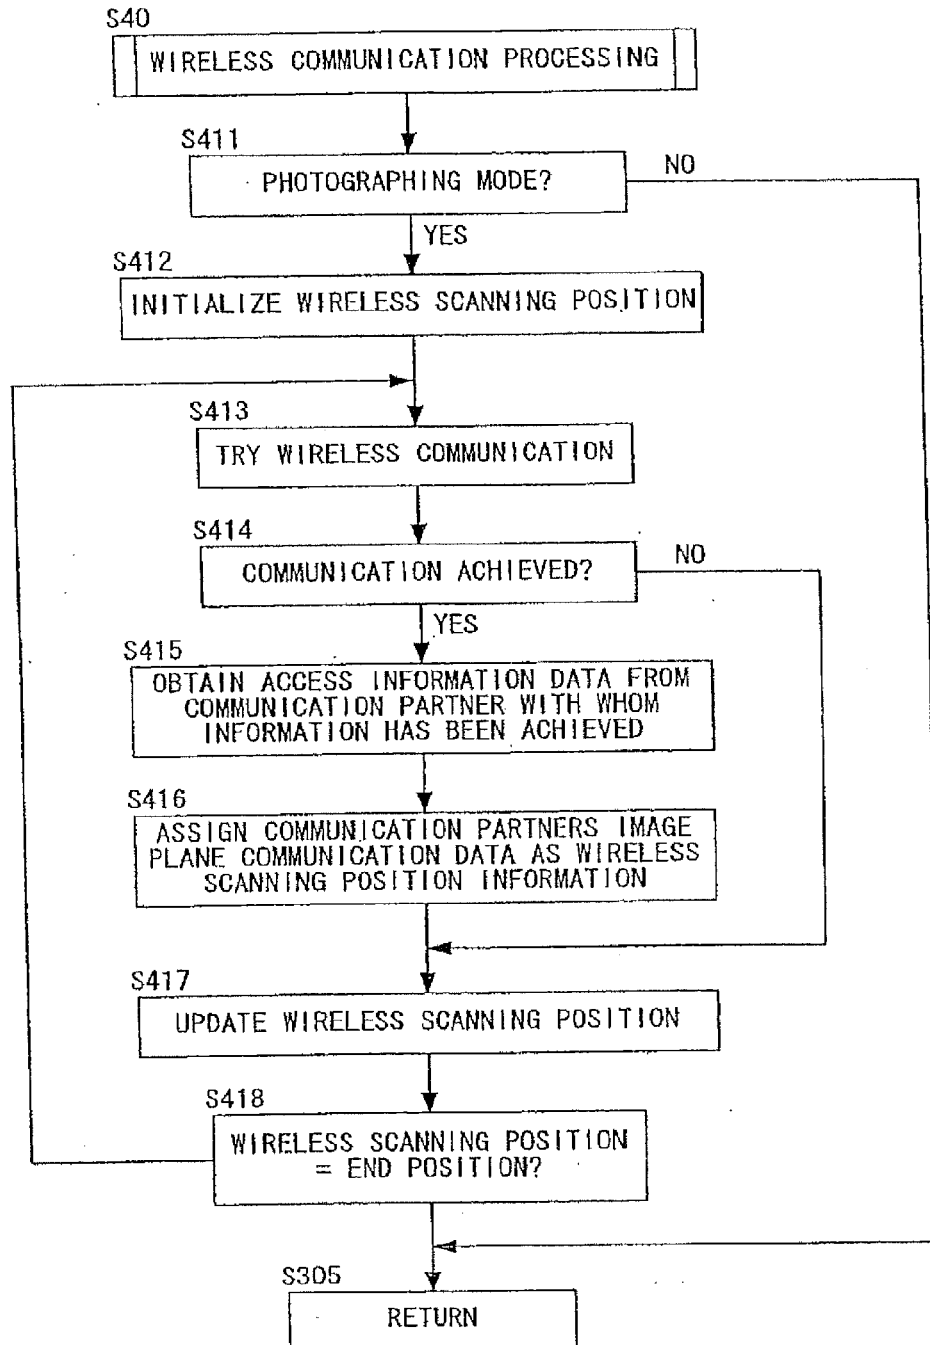 S40
WIRELESS COMMUNICATION PROCESSING
S411
PHOTOGRAPHING MODE?
NO
YES
S412
INITIALIZE WIRELESS SCANNING POSITION
S413
TRY WIRELESS COMMUNICATION
S414
COMMUNICATION ACHIEVED?
NO
YES
S415
OBTAIN ACCESS INFORMATION DATA FROM
COMMUNICATION PARTNER WITH WHOM
INFORMATION HAS BEEN ACHIEVED
S416
ASSIGN COMMUNICATION PARTNERS IMAGE
PLANE COMMUNICATION DATA AS WIRELESS
SCANNING POSITION INFORMATION
S417
UPDATE WIRELESS SCANNING POSITION
S418
WIRELESS SCANNING POSITION
= END POSITION?
S305
RETURN